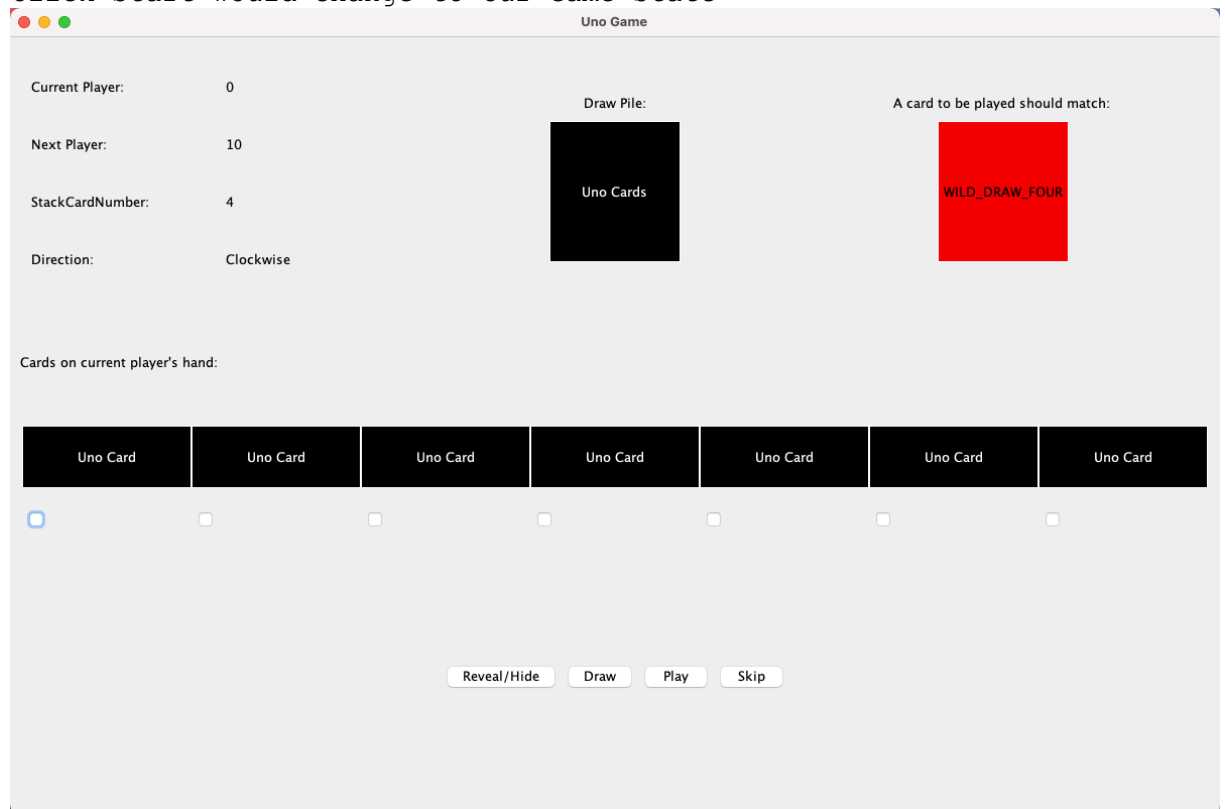 Uno Game
Current Player: 0
Draw Pile:
A card to be played should match:
Next Player: 10
Uno Cards
WILD_DRAW_FOUR
StackCardNumber: 4
Direction: Clockwise
Cards on current player's hand:
Uno Card Uno Card Uno Card Uno Card Uno Card Uno Card Uno Card
Reveal/Hide Draw Play Skip